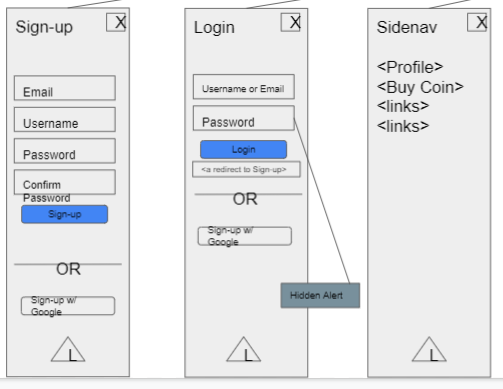 Sign-up
X
Email
Username
Password
Confirm
Password
Sign-up
OR
Sign-up w/
Google
L
Login
X
Username or Email
Password
Login
<a redirect to Sign-up>
OR
Sign-up w/
Google
Hidden Alert
L
Sidenav
X
<Profile>
<Buy Coin>
<links>
<links>
L